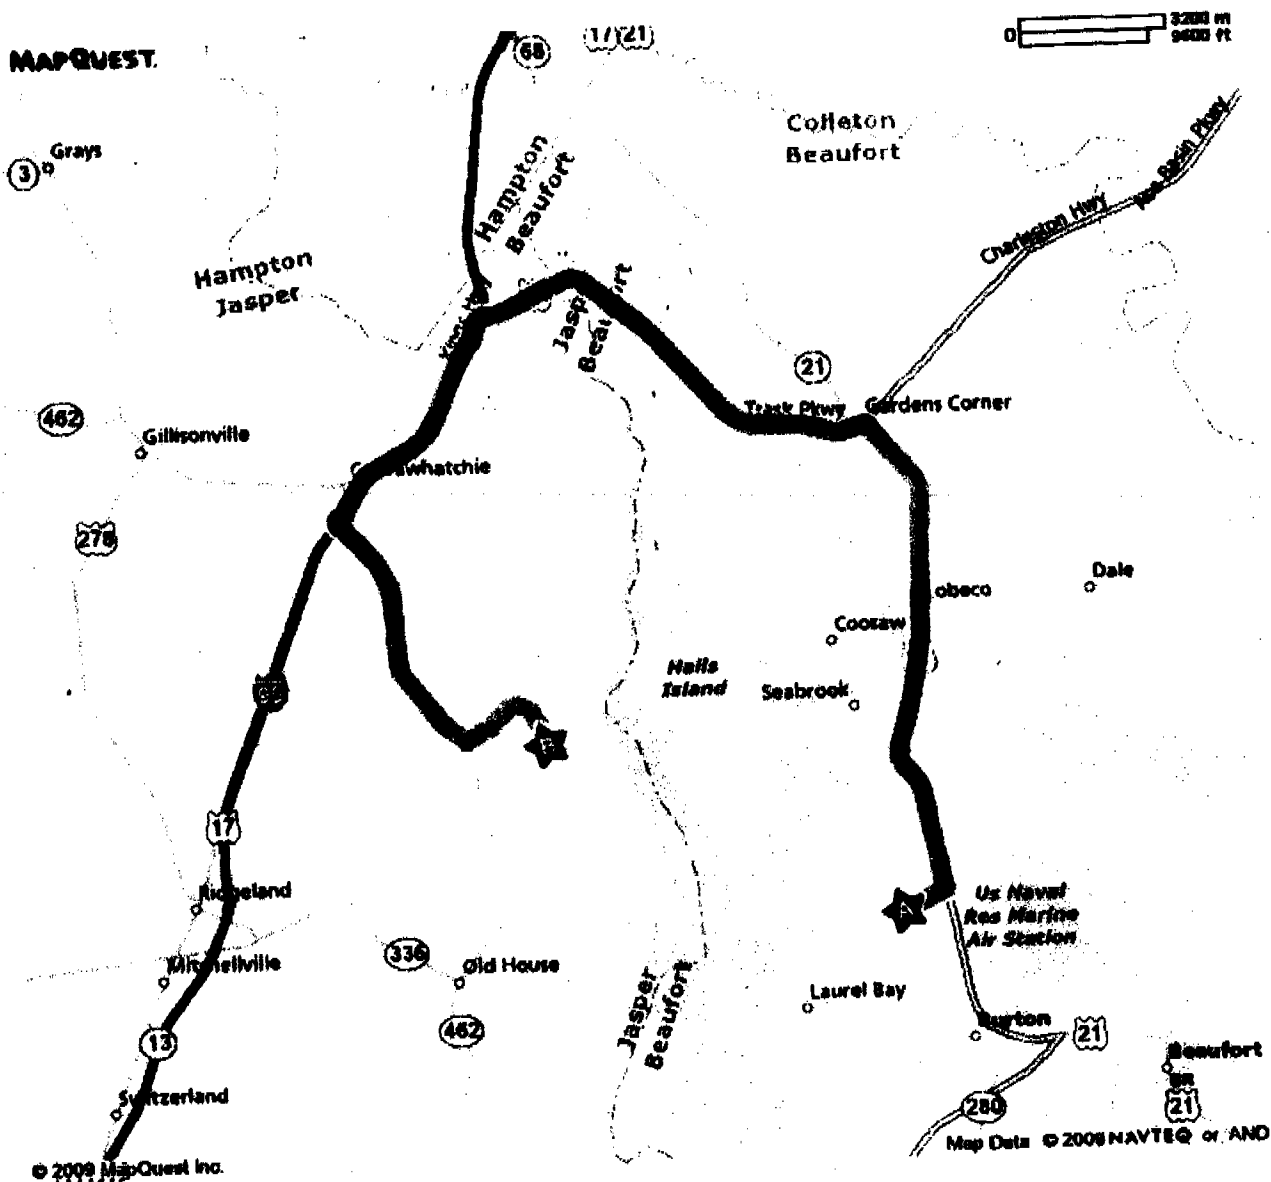 MAPQUEST.
68
17 21
0
3200 m
9600 ft
3
Grays
Colleton
Beaufort
Hampton
Beaufort
Charleston Hwy
Hampton
Jasper
21
462
Gillisonville
Gardens Corner
278
obeco
Dale
Coosaw
Halls
Island
Seabrook
17
Ridgeland
Us Naval
Res Marine
Air Station
Mitchellville
336
Old House
Laurel Bay
Jasper
Beaufort
462
13
Burton
21
Beaufort
Switzerland
280
BR
21
Map Data © 2009 NAVTEQ or AND
© 2009 MapQuest Inc.